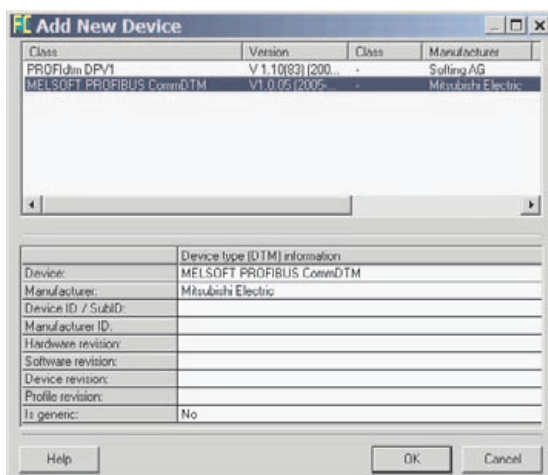 FC Add New Device
Class Version Class Manufacturer
PROFIdtm DPV1 V 1.10(83) (200... - Softing AG
MELSOFT PROFIBUS CommDTM V1.0.05 (2005-... - Mitsubishi Electric
Device type (DTM) information
Device: MELSOFT PROFIBUS CommDTM
Manufacturer: Mitsubishi Electric
Device ID / SubID:
Manufacturer ID:
Hardware revision:
Software revision:
Device revision:
Profile revision:
Is generic: No
Help OK Cancel